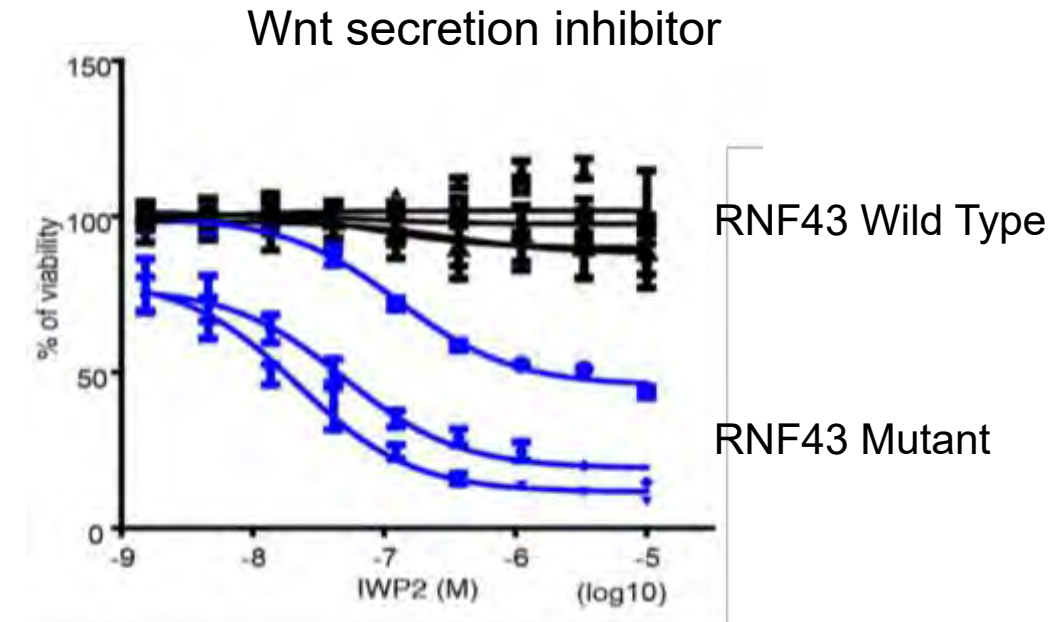 Wnt secretion inhibitor
150
100
50
0
% of viability
RNF43 Wild Type
RNF43 Mutant
-9 -8 -7 -6 -5
IWP2 (M) (log10)